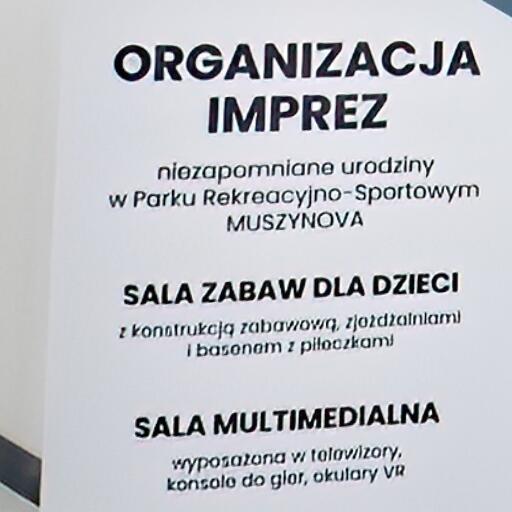 ORGANIZACJA
IMPREZ
niezapomniane urodziny
w Parku Rekreacyjno-Sportowym
MUSZYNOVA
SALA ZABAW DLA DZIECI
z konstrukcją zabawową, zjeżdżalniami
i basenem z piłeczkami
SALA MULTIMEDIALNA
wyposażona w telewizory,
konsole do gier, okulary VR